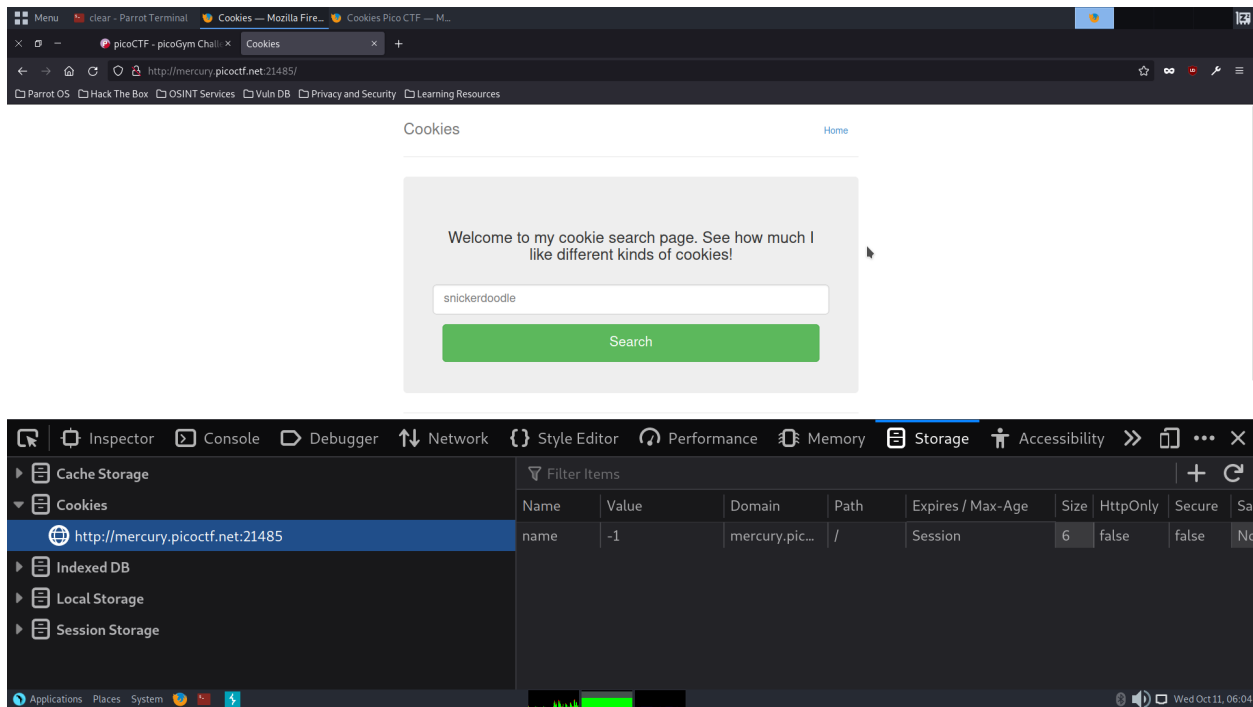 Menu clear - Parrot Terminal Cookies — Mozilla Fire... Cookies Pico CTF — M...
picoCTF - picoGym Challe × Cookies × +
http://mercury.picoctf.net:21485/
Parrot OS Hack The Box OSINT Services Vuln DB Privacy and Security Learning Resources
Cookies Home
Welcome to my cookie search page. See how much I
like different kinds of cookies!
snickerdoodle
Search
Inspector Console Debugger Network Style Editor Performance Memory Storage Accessibility
Cache Storage Filter Items
Cookies Name Value Domain Path Expires / Max-Age Size HttpOnly Secure Sa
http://mercury.picoctf.net:21485 name -1 mercury.pic... / Session 6 false false No
Indexed DB
Local Storage
Session Storage
Applications Places System Wed Oct 11, 06:04